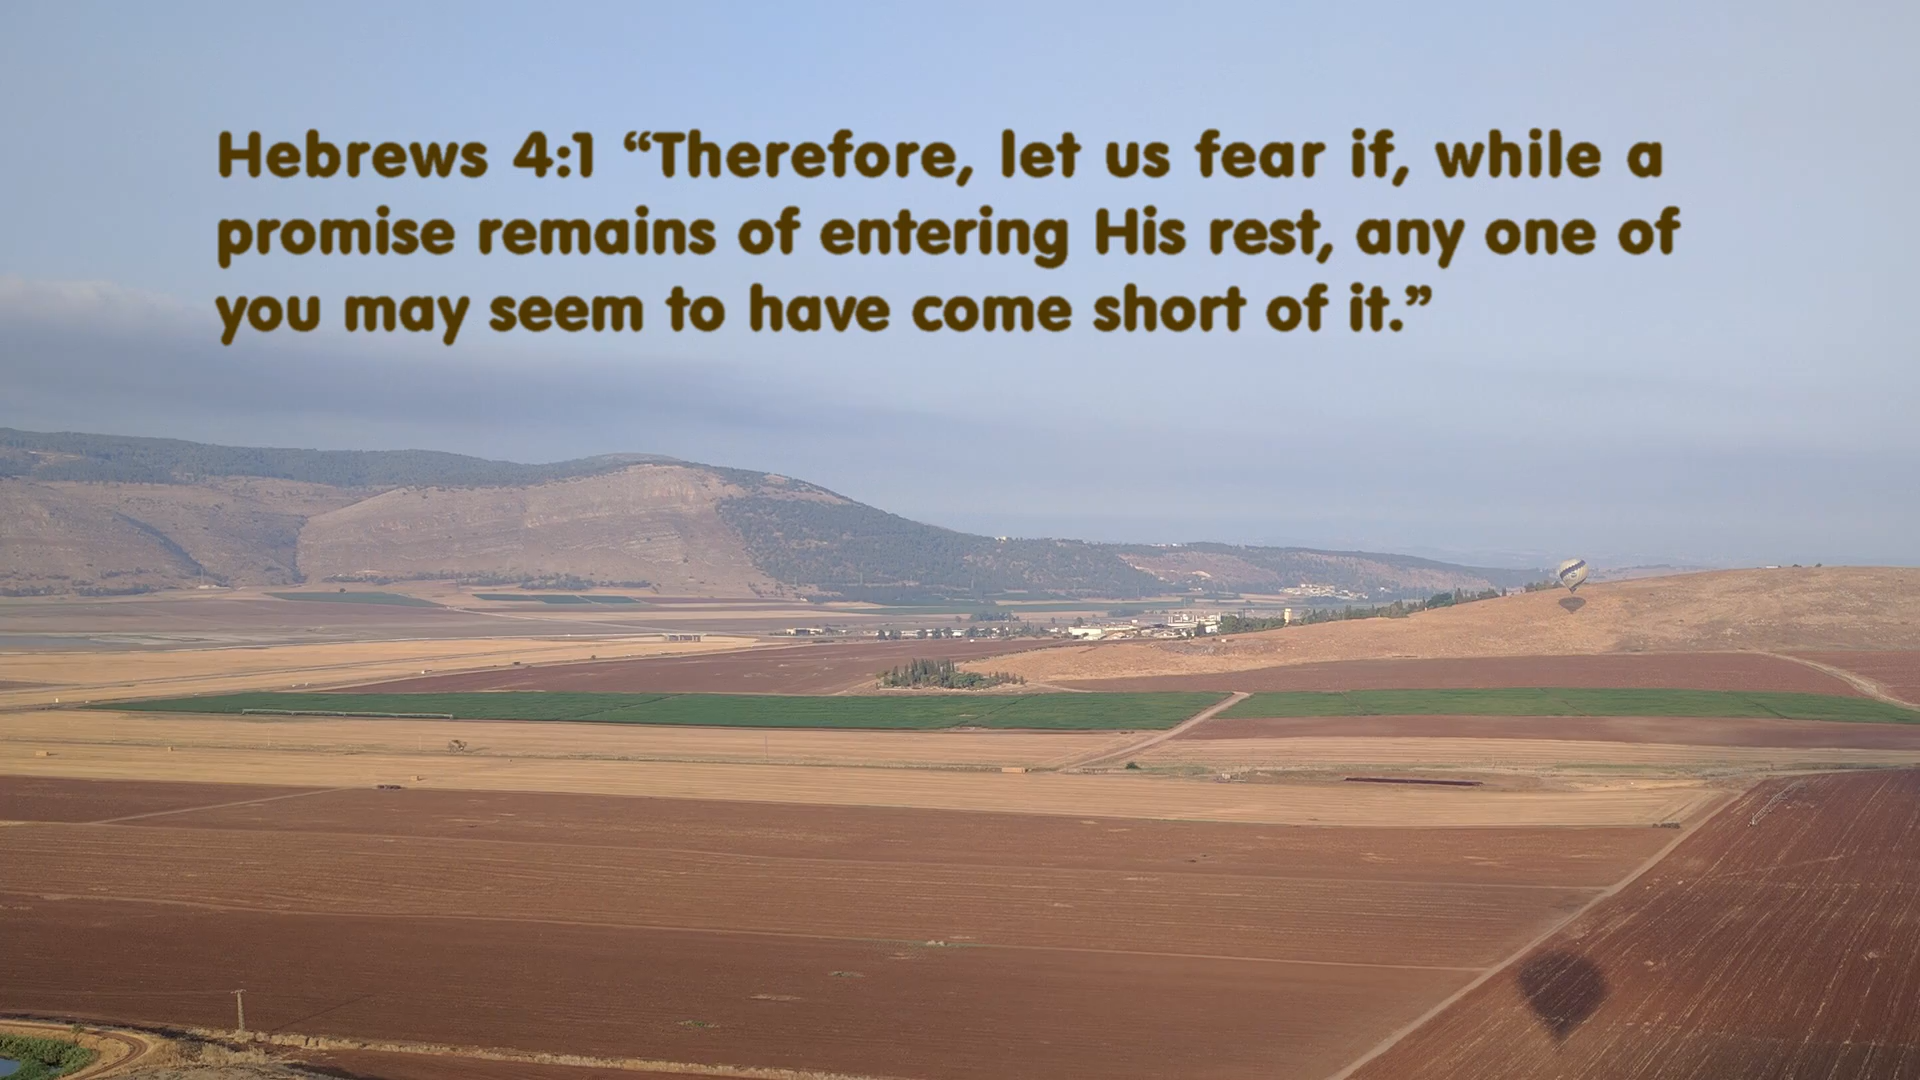 Hebrews 4:1 “Therefore, let us fear if, while a
promise remains of entering His rest, any one of
you may seem to have come short of it.”